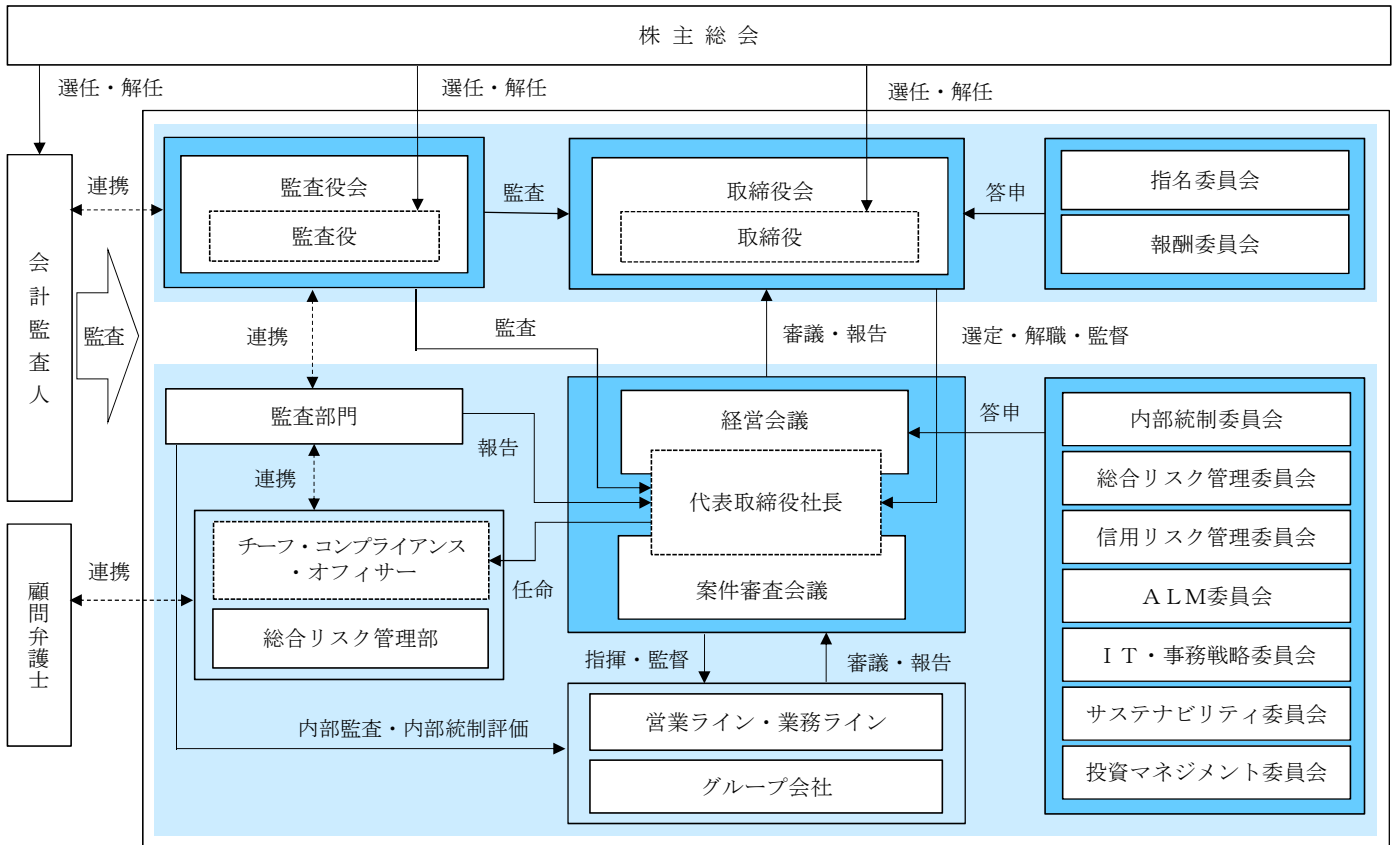 株主総会
選任・解任
選任・解任
選任・解任
監査役会
監査役
監査
取締役会
取締役
答申
指名委員会
報酬委員会
連携
会計監査人
監査
連携
監査
審議・報告
選定・解職・監督
監査部門
報告
連携
経営会議
代表取締役社長
案件審査会議
答申
内部統制委員会
総合リスク管理委員会
信用リスク管理委員会
ＡＬＭ委員会
ＩＴ・事務戦略委員会
サステナビリティ委員会
投資マネジメント委員会
顧問弁護士
連携
チーフ・コンプライアンス
・オフィサー
総合リスク管理部
任命
指揮・監督
審議・報告
内部監査・内部統制評価
営業ライン・業務ライン
グループ会社